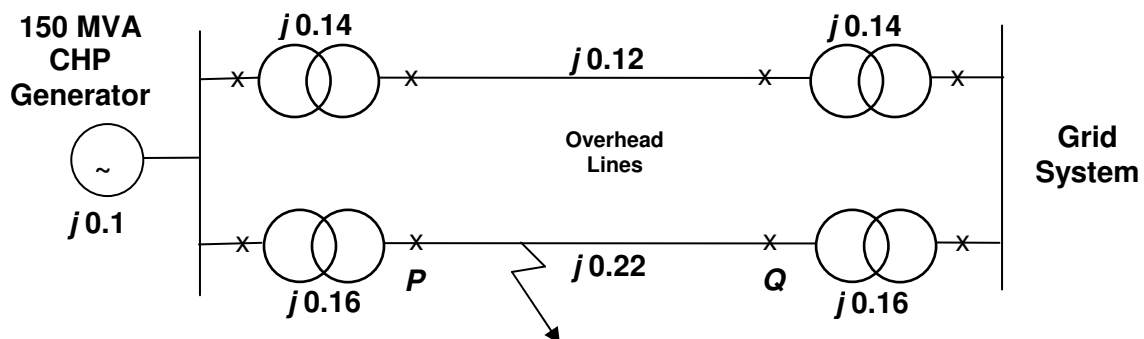 150 MVA
CHP
Generator
~
j 0.1
j 0.14
j 0.12
j 0.14
x
x
x
x
Overhead
Lines
Grid
System
x
x
x
x
j 0.16
P
j 0.22
Q
j 0.16